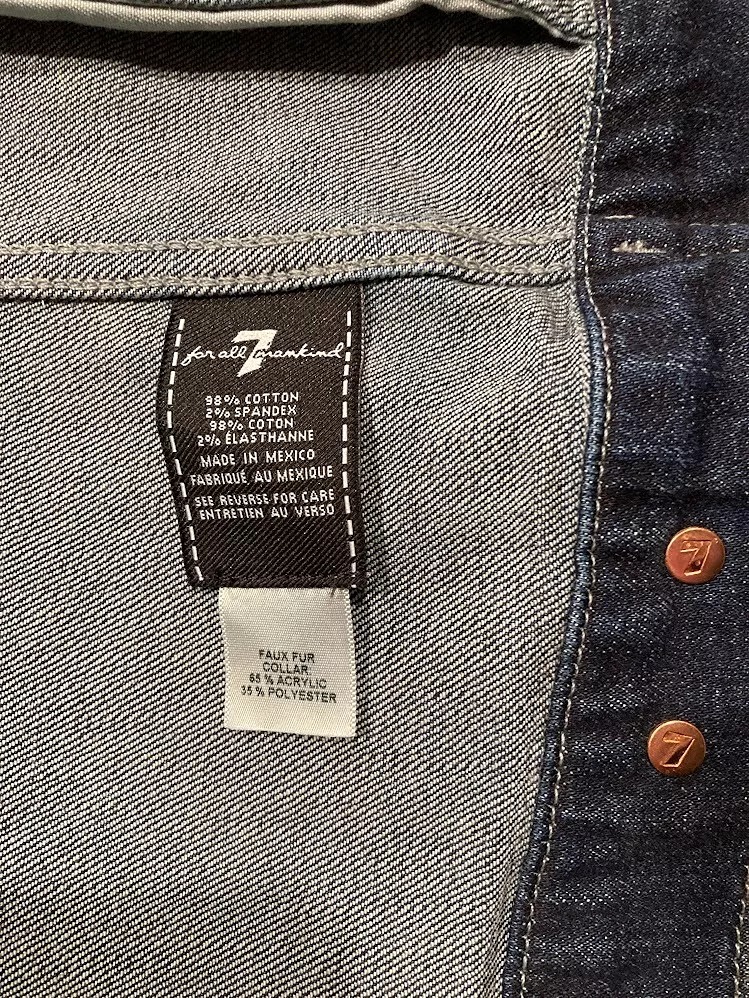 7
for all mankind
98% COTTON
2% SPANDEX
98% COTON
2% ÉLASTHANNE
MADE IN MEXICO
FABRIQUÉ AU MEXIQUE
SEE REVERSE FOR CARE
ENTRETIEN AU VERSO
FAUX FUR
COLLAR
65 % ACRYLIC
35 % POLYESTER
7
7